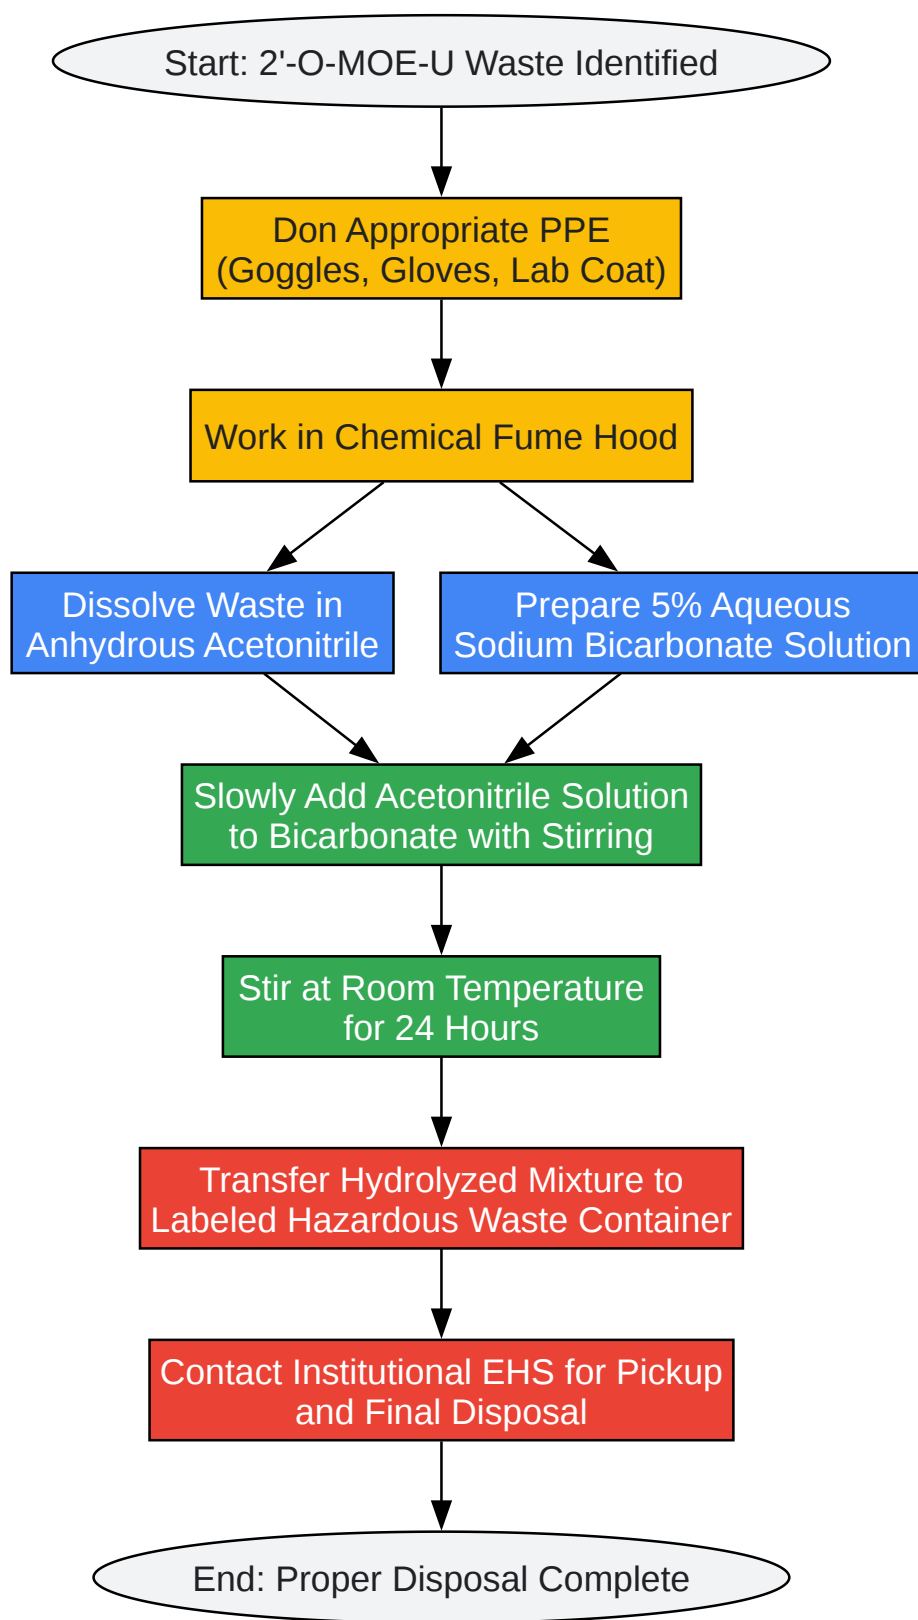 Start: 2'-O-MOE-U Waste Identified
Don Appropriate PPE
(Goggles, Gloves, Lab Coat)
Work in Chemical Fume Hood
Dissolve Waste in
Anhydrous Acetonitrile
Prepare 5% Aqueous
Sodium Bicarbonate Solution
Slowly Add Acetonitrile Solution
to Bicarbonate with Stirring
Stir at Room Temperature
for 24 Hours
Transfer Hydrolyzed Mixture to
Labeled Hazardous Waste Container
Contact Institutional EHS for Pickup
and Final Disposal
End: Proper Disposal Complete